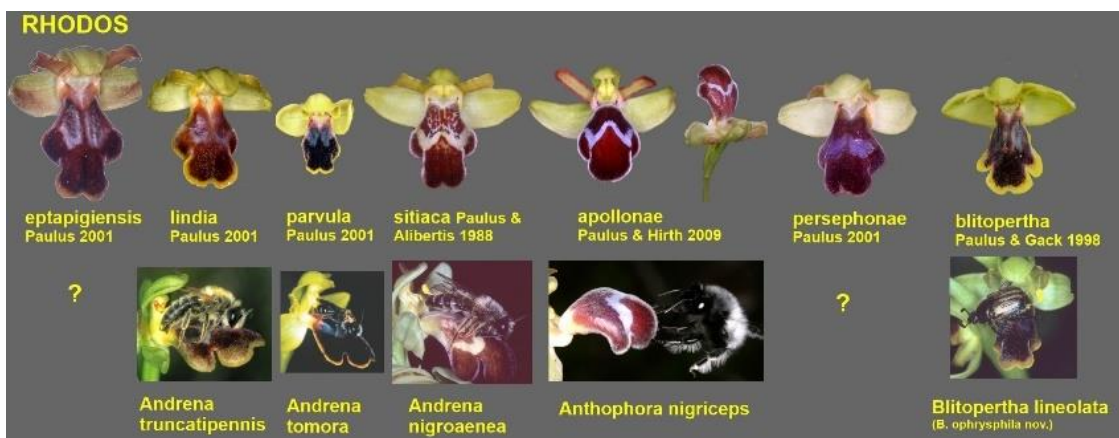 RHODOS
eptapigiensis
Paulus 2001
lindia
Paulus 2001
parvula
Paulus 2001
sitiaca Paulus &
Alibertis 1988
apollonae
Paulus & Hirth 2009
persephonae
Paulus 2001
blitopertha
Paulus & Gack 1998
?
?
Andrena
truncatipennis
Andrena
tomora
Andrena
nigroaenea
Anthophora nigriceps
Blitopertha lineolata
(B. ophrysphila nov.)